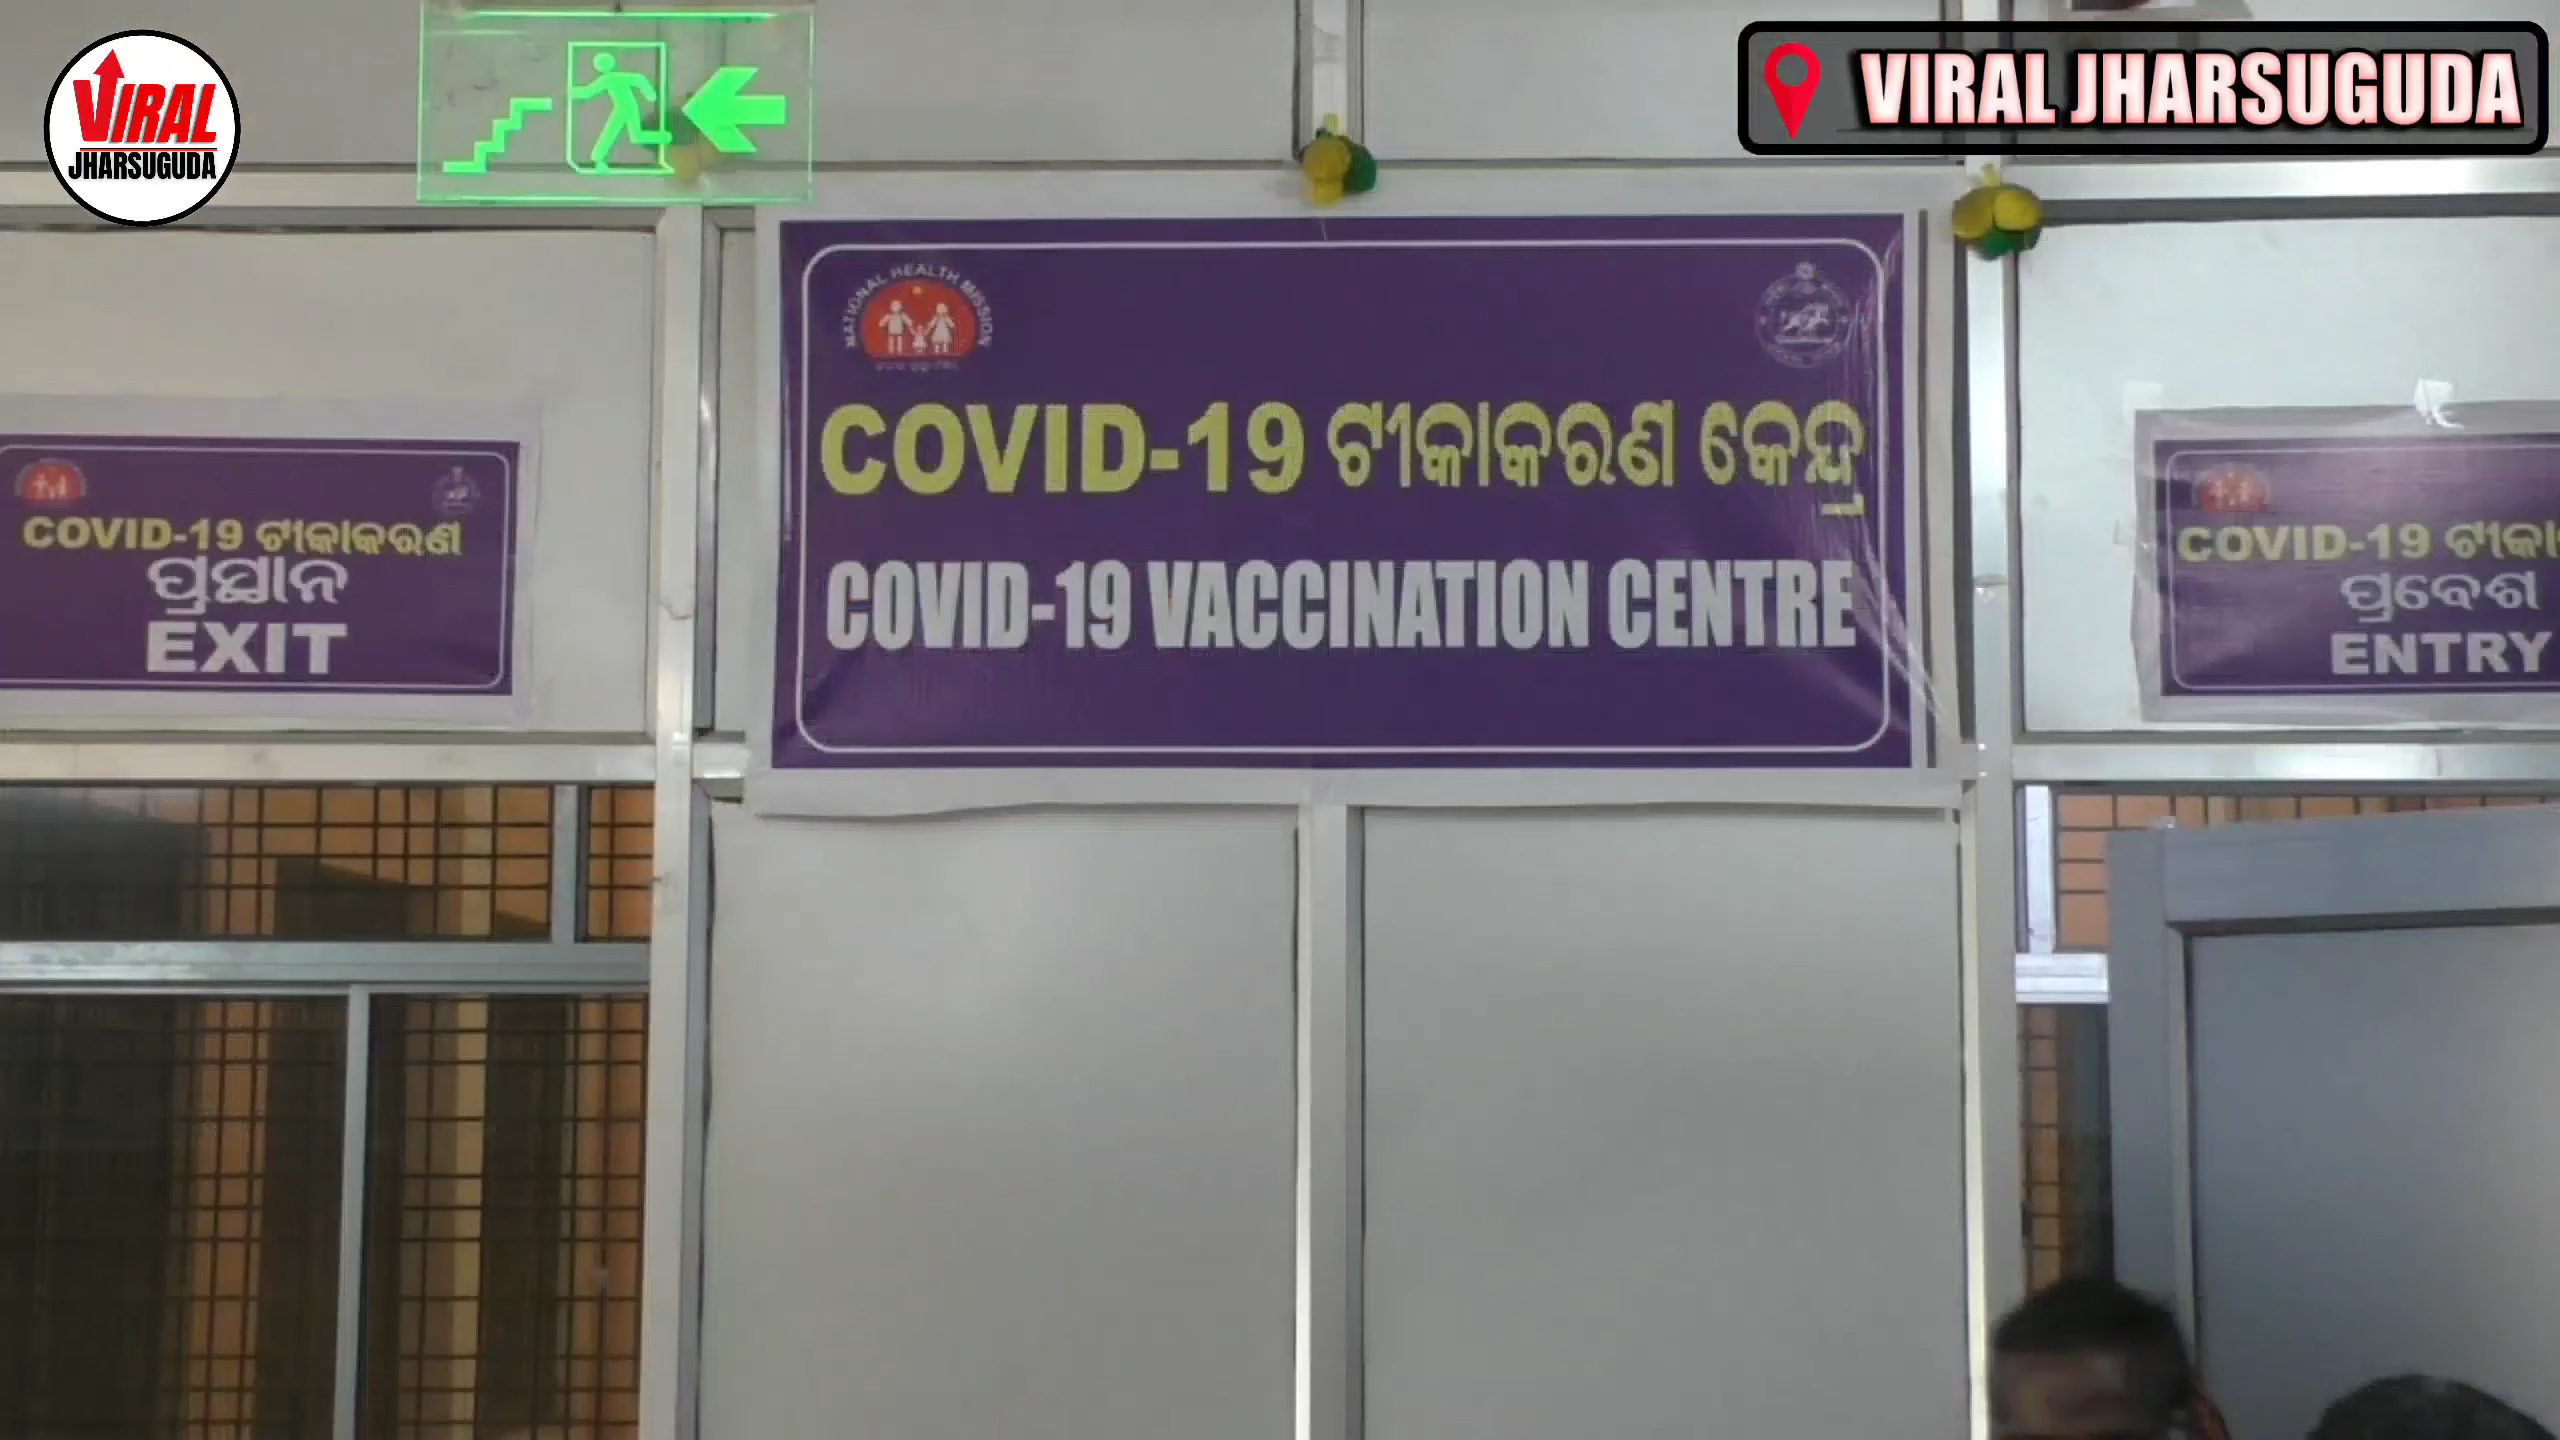 VIRAL
JHARSUGUDA
VIRAL JHARSUGUDA
NATIONAL HEALTH MISSION
COVID-19 ଟୀକାକରଣ କେନ୍ଦ୍ର
COVID-19 VACCINATION CENTRE
COVID-19 ଟୀକାକରଣ
ପ୍ରସ୍ଥାନ
EXIT
COVID-19
ପ୍ରବେଶ
ENTRY